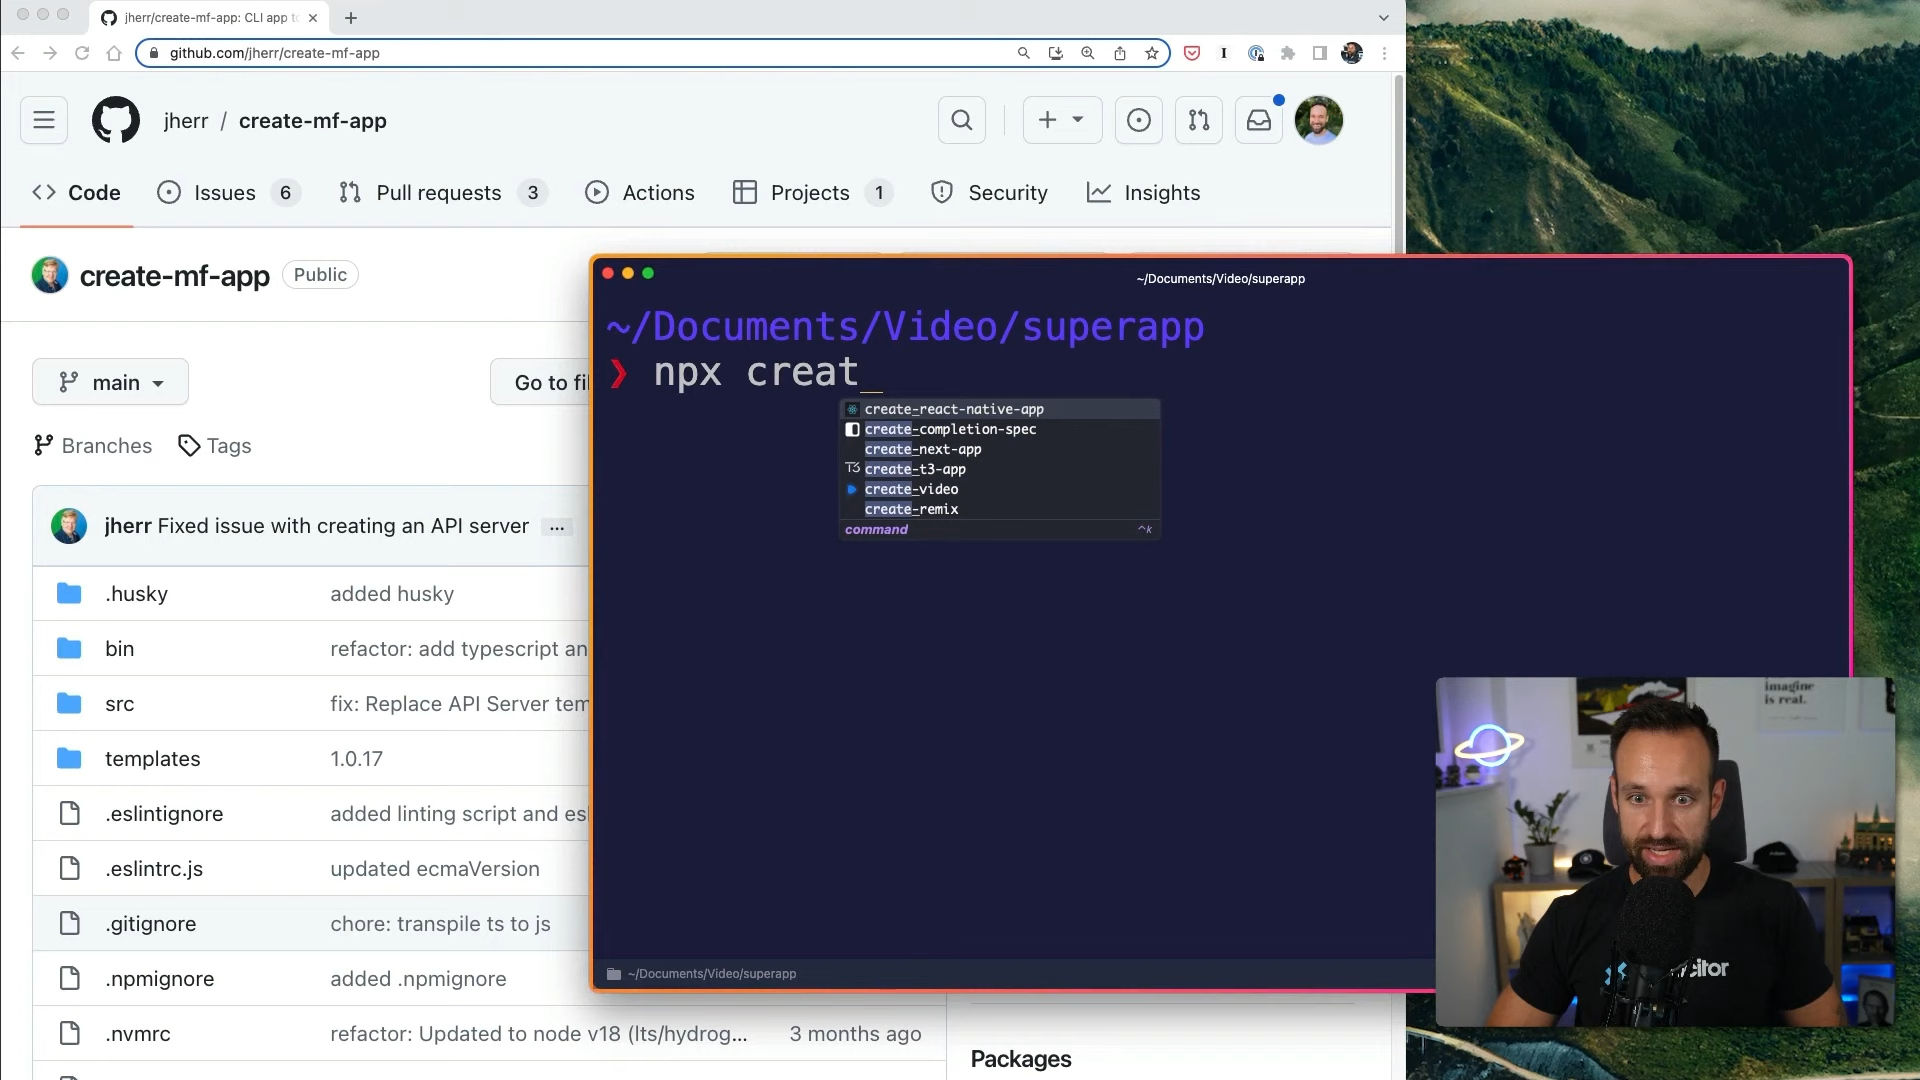 jherr/create-mf-app: CLI app to
github.com/jherr/create-mf-app
jherr / create-mf-app
Code
Issues 6
Pull requests 3
Actions
Projects 1
Security
Insights
create-mf-app Public
main
Go to fil
Branches
Tags
jherr Fixed issue with creating an API server ...
.husky added husky
bin refactor: add typescript an
src fix: Replace API Server tem
templates 1.0.17
.eslintignore added linting script and esl
.eslintrc.js updated ecmaVersion
.gitignore chore: transpile ts to js
.npmignore added .npmignore
.nvmrc refactor: Updated to node v18 (lts/hydrog... 3 months ago
Packages
~/Documents/Video/superapp
~/Documents/Video/superapp
❯ npx creat_
create-react-native-app
create-completion-spec
create-next-app
T3 create-t3-app
create-video
create-remix
command ^k
~/Documents/Video/superapp
imagine
is real.